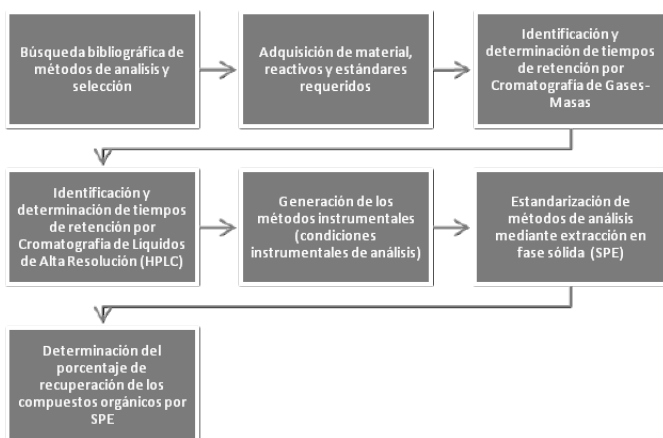 Búsqueda bibliográfica de
métodos de analisis y
selección
Adquisición de material,
reactivos y estándares
requeridos
Identificación y
determinación de tiempos
de retención por
Cromatografía de Gases-
Masas
Identificación y
determinación de tiempos
de retención por
Cromatografía de Líquidos
de Alta Resolución (HPLC)
Generación de los
métodos instrumentales
(condiciones
instrumentales de análisis)
Estandarización de
métodos de análisis
mediante extracción en
fase sólida (SPE)
Determinación del
porcentaje de
recuperación de los
compuestos orgánicos por
SPE